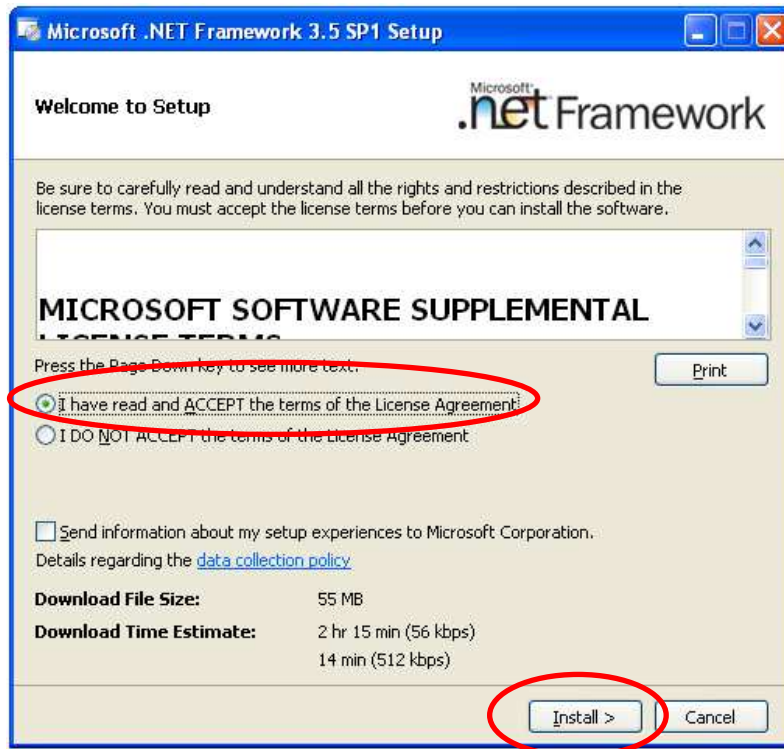 Microsoft .NET Framework 3.5 SP1 Setup
Welcome to Setup
Microsoft
.net Framework
Be sure to carefully read and understand all the rights and restrictions described in the
license terms. You must accept the license terms before you can install the software.
MICROSOFT SOFTWARE SUPPLEMENTAL
LICENSE TERMS
Press the Page Down key to see more text.
Print
I have read and ACCEPT the terms of the License Agreement
I DO NOT ACCEPT the terms of the License Agreement
Send information about my setup experiences to Microsoft Corporation.
Details regarding the data collection policy
Download File Size: 55 MB
Download Time Estimate: 2 hr 15 min (56 kbps)
14 min (512 kbps)
Install >
Cancel